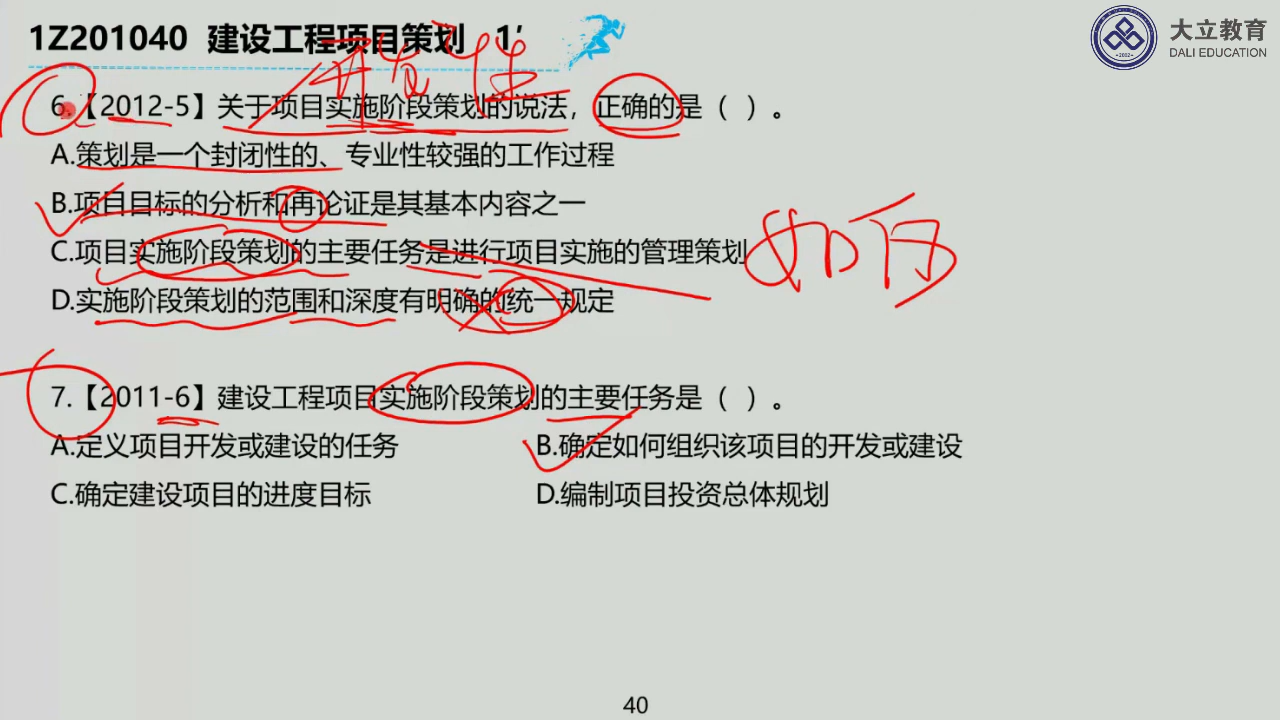 1Z201040 建设工程项目策划 1′
大立教育
DALI EDUCATION
开发性
6.【2012-5】关于项目实施阶段策划的说法，正确的是（ ）。
A.策划是一个封闭性的、专业性较强的工作过程
B.项目目标的分析和再论证是其基本内容之一
C.项目实施阶段策划的主要任务是进行项目实施的管理策划
如何
D.实施阶段策划的范围和深度有明确的统一规定
7.【2011-6】建设工程项目实施阶段策划的主要任务是（ ）。
A.定义项目开发或建设的任务 B.确定如何组织该项目的开发或建设
C.确定建设项目的进度目标 D.编制项目投资总体规划
40